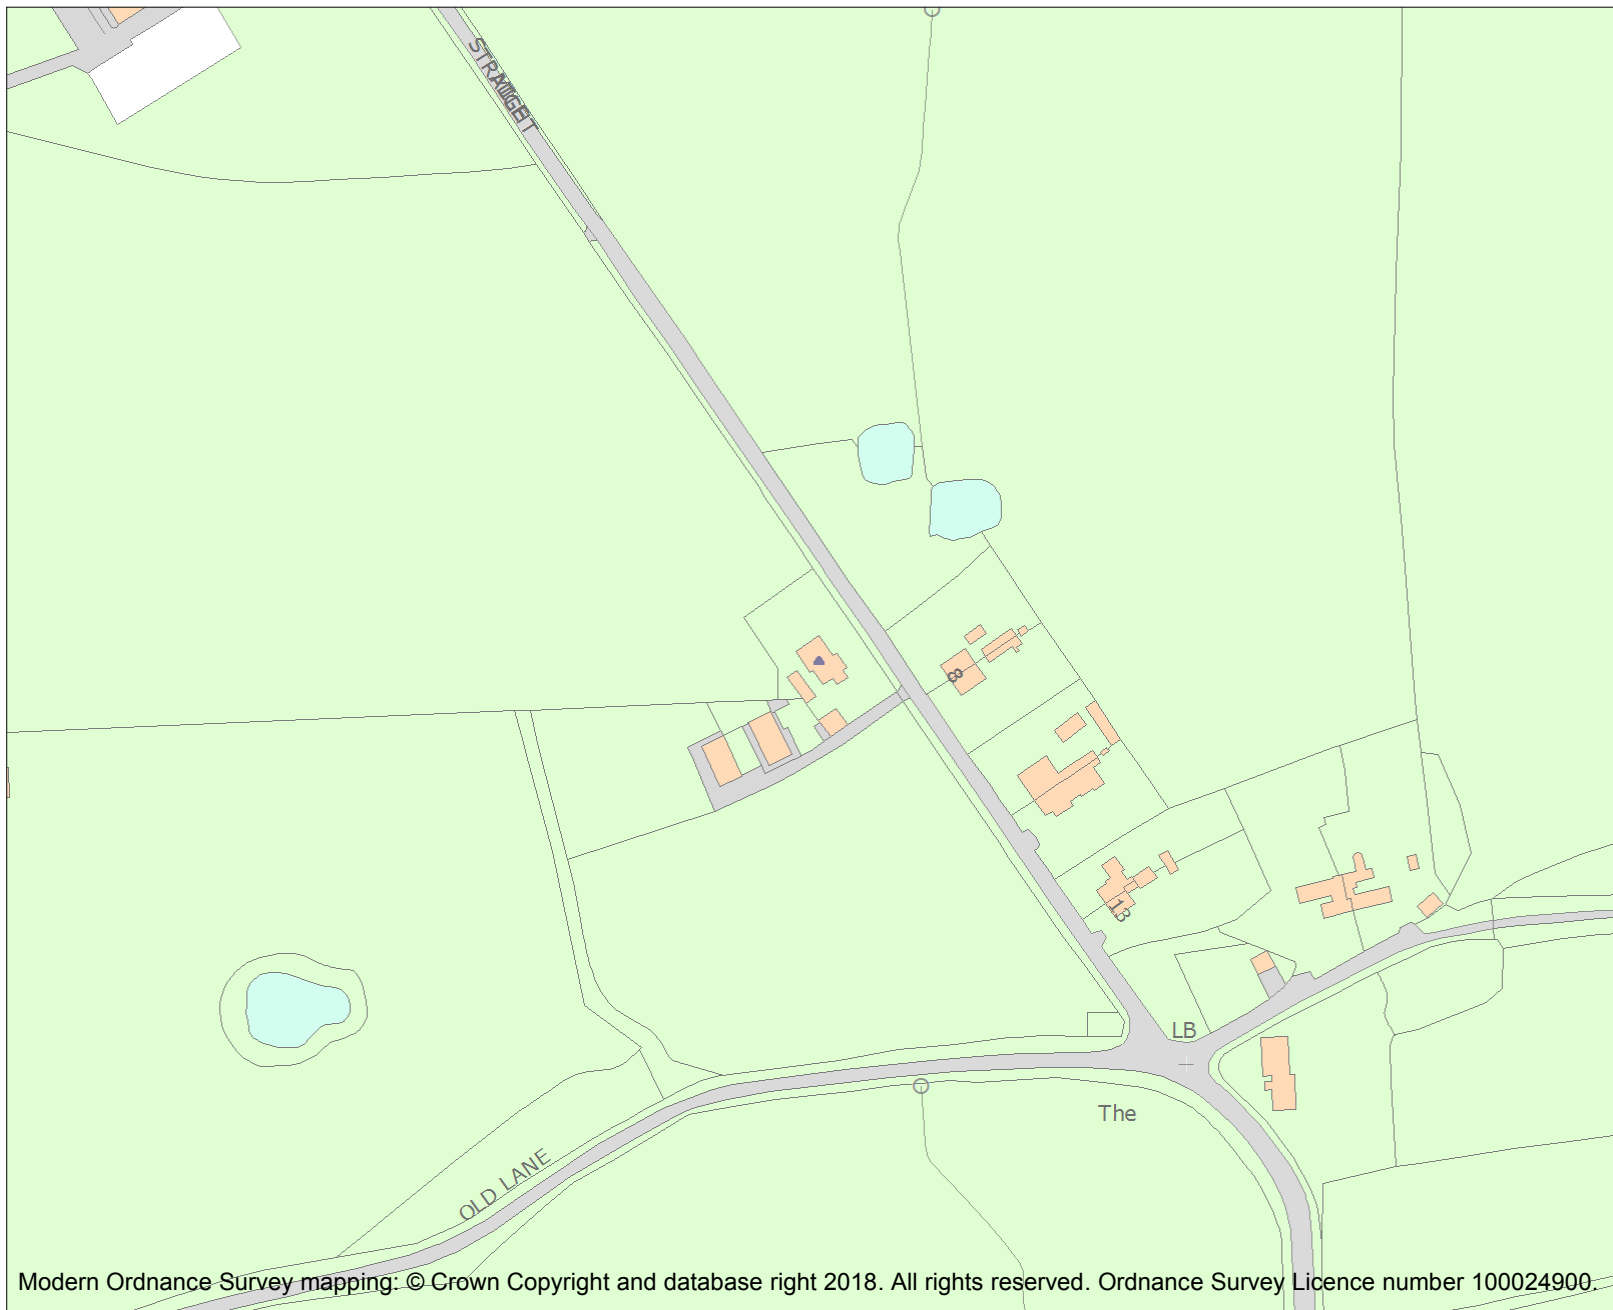 STRAIGHT
8
13
LB
The
OLD LANE
Modern Ordnance Survey mapping: © Crown Copyright and database right 2018. All rights reserved. Ordnance Survey Licence number 100024900.